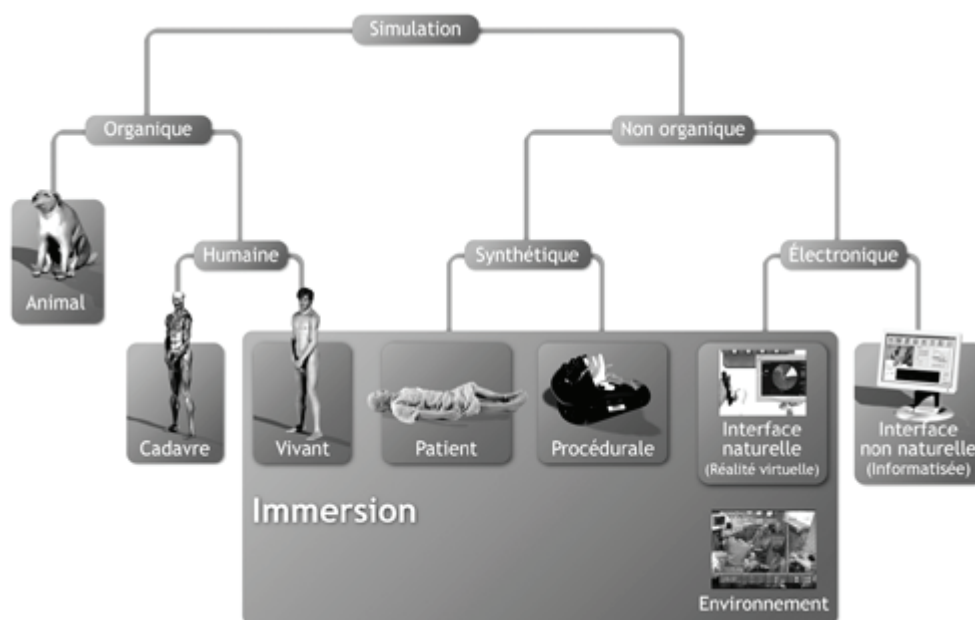 Simulation
Organique
Non organique
Humaine
Synthétique
Électronique
Animal
Cadavre
Vivant
Patient
Procédurale
Interface
naturelle
(Réalité virtuelle)
Interface
non naturelle
(Informatisée)
Immersion
Environnement